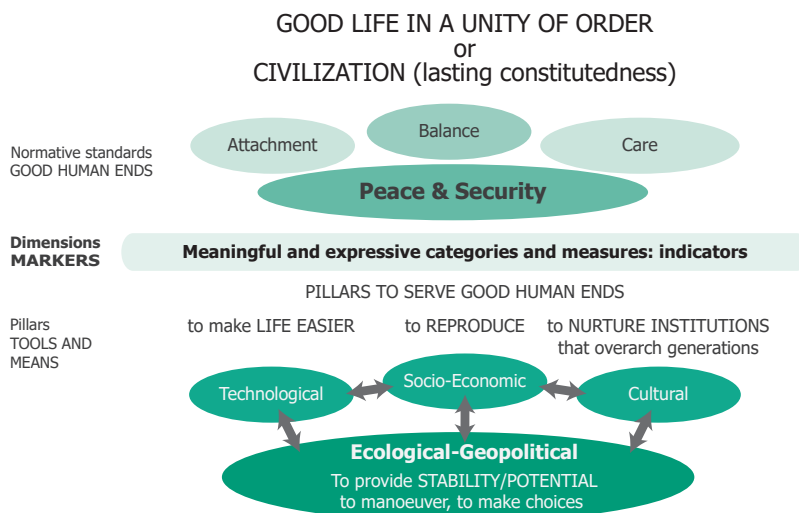 GOOD LIFE IN A UNITY OF ORDER
or
CIVILIZATION (lasting constitutedness)
Attachment
Balance
Care
Normative standards
GOOD HUMAN ENDS
Peace & Security
Dimensions
MARKERS
Meaningful and expressive categories and measures: indicators
PILLARS TO SERVE GOOD HUMAN ENDS
Pillars
TOOLS AND
MEANS
to make LIFE EASIER
to REPRODUCE
to NURTURE INSTITUTIONS
that overarch generations
Technological
Socio-Economic
Cultural
Ecological-Geopolitical
To provide STABILITY/POTENTIAL
to manoeuver, to make choices